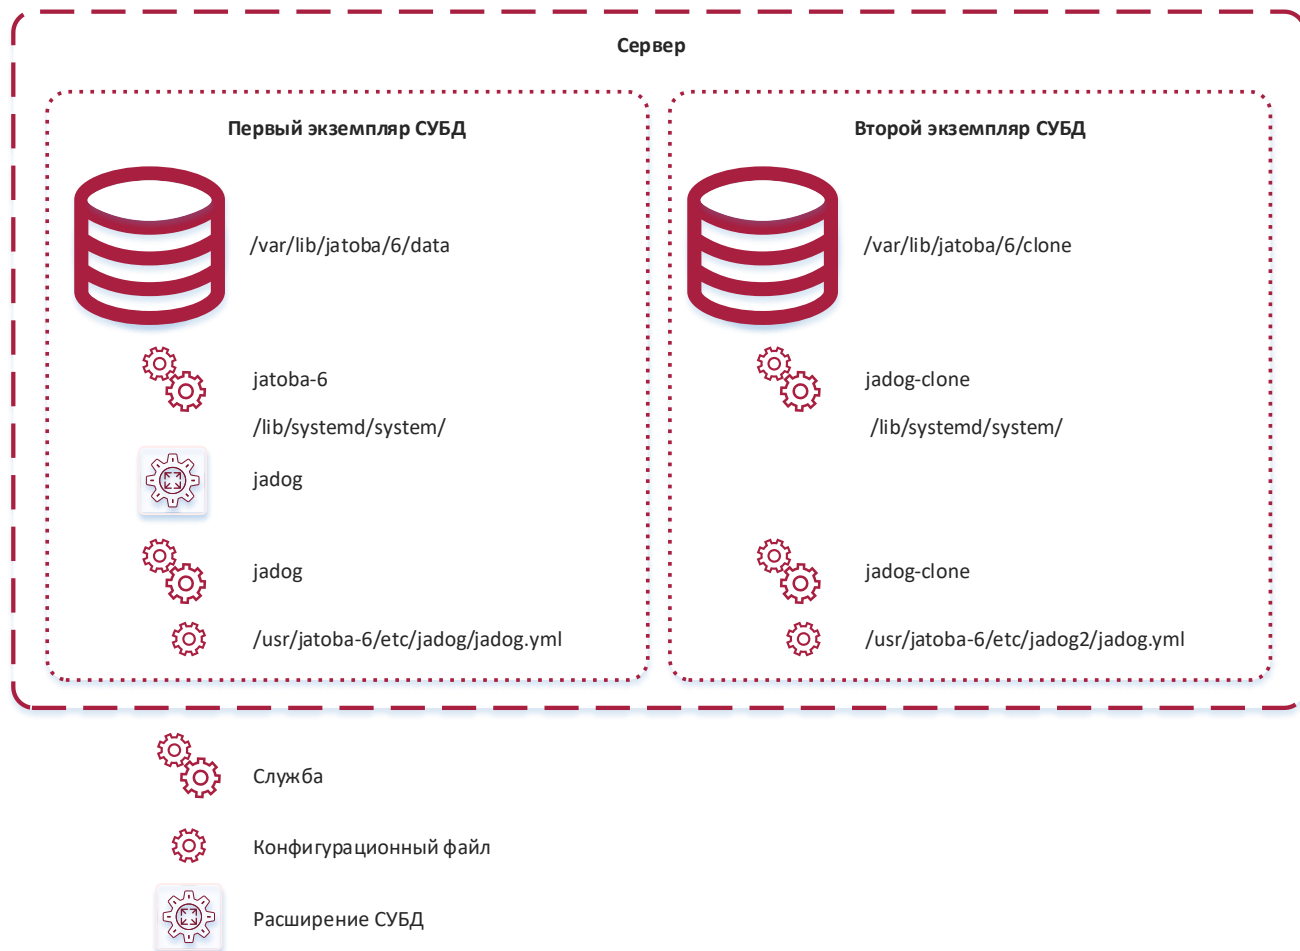 Сервер
Первый экземпляр СУБД
/var/lib/jatoba/6/data
jatoba-6
/lib/systemd/system/
jadog
jadog
/usr/jatoba-6/etc/jadog/jadog.yml
Второй экземпляр СУБД
/var/lib/jatoba/6/clone
jadog-clone
/lib/systemd/system/
jadog-clone
/usr/jatoba-6/etc/jadog2/jadog.yml
Служба
Конфигурационный файл
Расширение СУБД